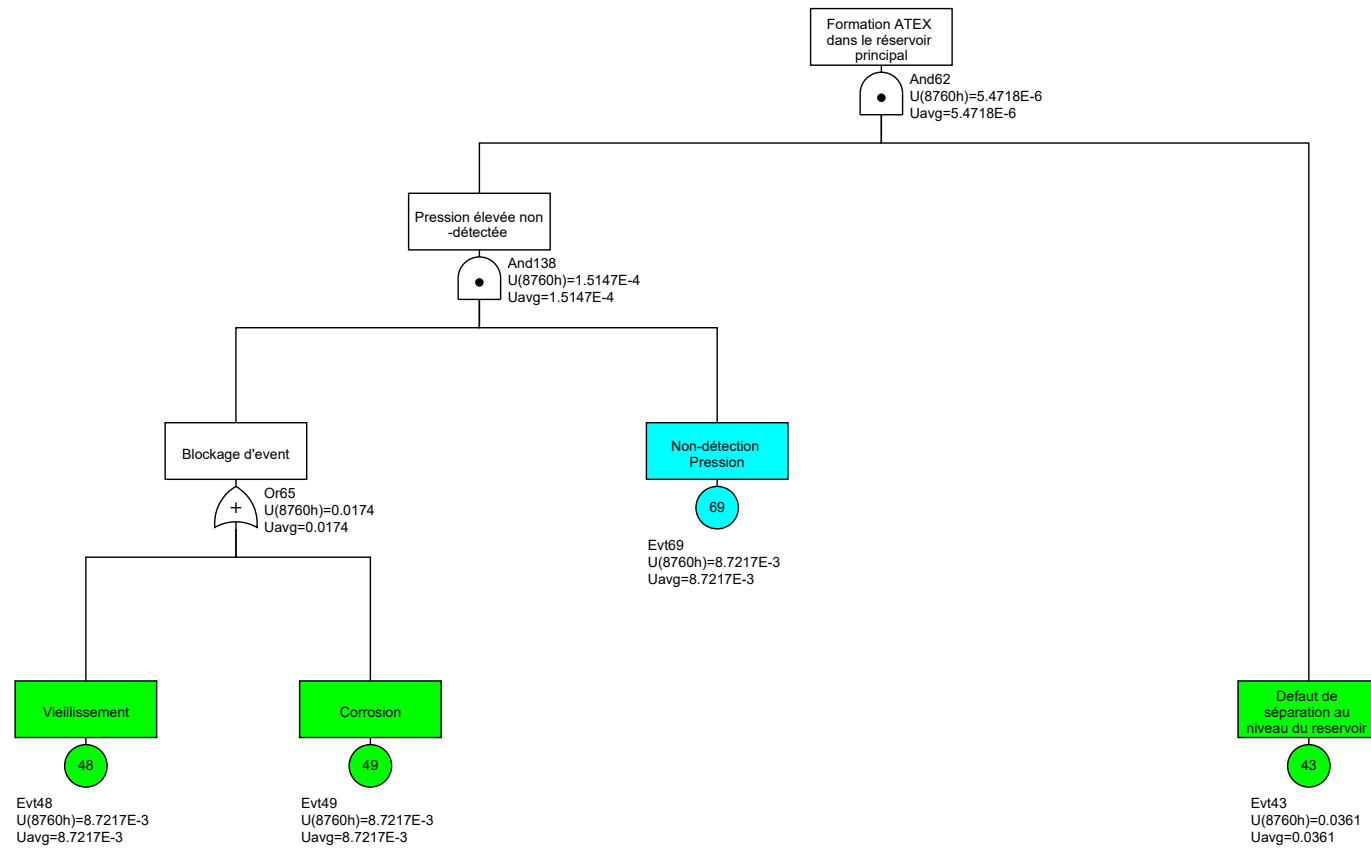 Formation ATEX
dans le réservoir
principal
And62
U(8760h)=5.4718E-6
Uavg=5.4718E-6
Pression élevée non
-détectée
And138
U(8760h)=1.5147E-4
Uavg=1.5147E-4
Blockage d'event
+
Or65
U(8760h)=0.0174
Uavg=0.0174
Non-détection
Pression
69
Evt69
U(8760h)=8.7217E-3
Uavg=8.7217E-3
Vieillissement
48
Evt48
U(8760h)=8.7217E-3
Uavg=8.7217E-3
Corrosion
49
Evt49
U(8760h)=8.7217E-3
Uavg=8.7217E-3
Defaut de
séparation au
niveau du reservoir
43
Evt43
U(8760h)=0.0361
Uavg=0.0361